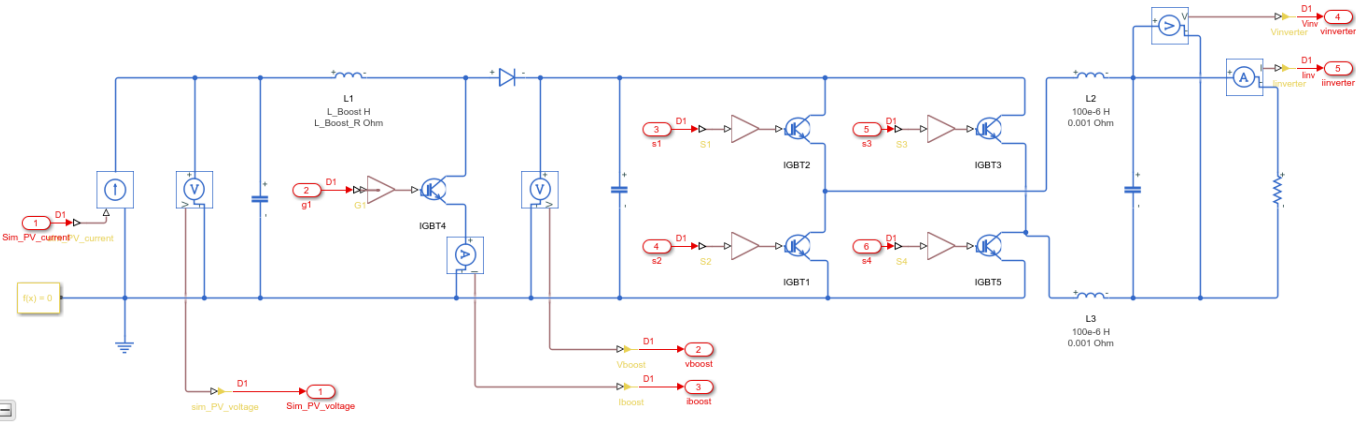 D1
Vinv
4
vinverter
Vinverter
D1
Iinv
5
iinverter
Iinverter
V
V
A
I
L1
L_Boost H
L_Boost_R Ohm
L2
100e-6 H
0.001 Ohm
3
D1
s1
S1
IGBT2
5
D1
s3
S3
IGBT3
V
V
2
D1
g1
G1
IGBT4
V
V
1
D1
Sim_PV_current
PV_current
A
I
4
D1
s2
S2
IGBT1
6
D1
s4
S4
IGBT5
f(x) = 0
L3
100e-6 H
0.001 Ohm
Vboost
D1
2
vboost
Iboost
D1
3
iboost
sim_PV_voltage
D1
1
Sim_PV_voltage